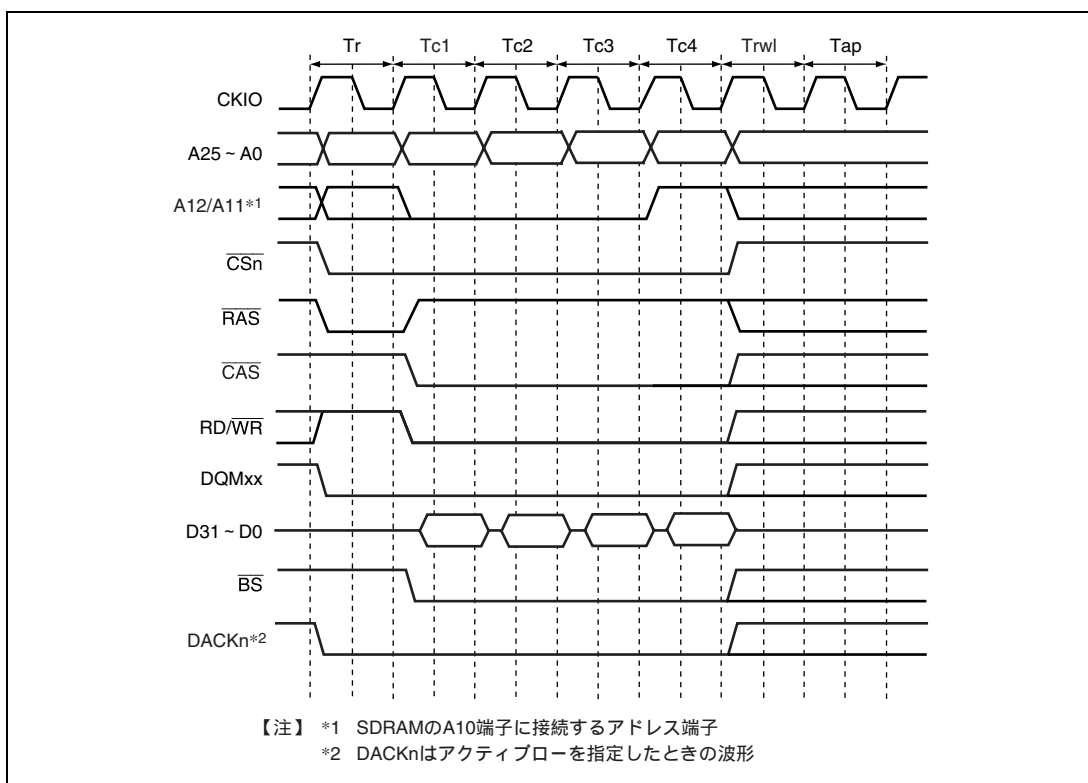 Tr Tc1 Tc2 Tc3 Tc4 Trwl Tap
CKIO
A25～A0
A12/A11*1
CSn
RAS
CAS
RD/WR
DQMxx
D31～D0
BS
DACKn*2
【注】 *1 SDRAMのA10端子に接続するアドレス端子
*2 DACKnはアクティブローを指定したときの波形